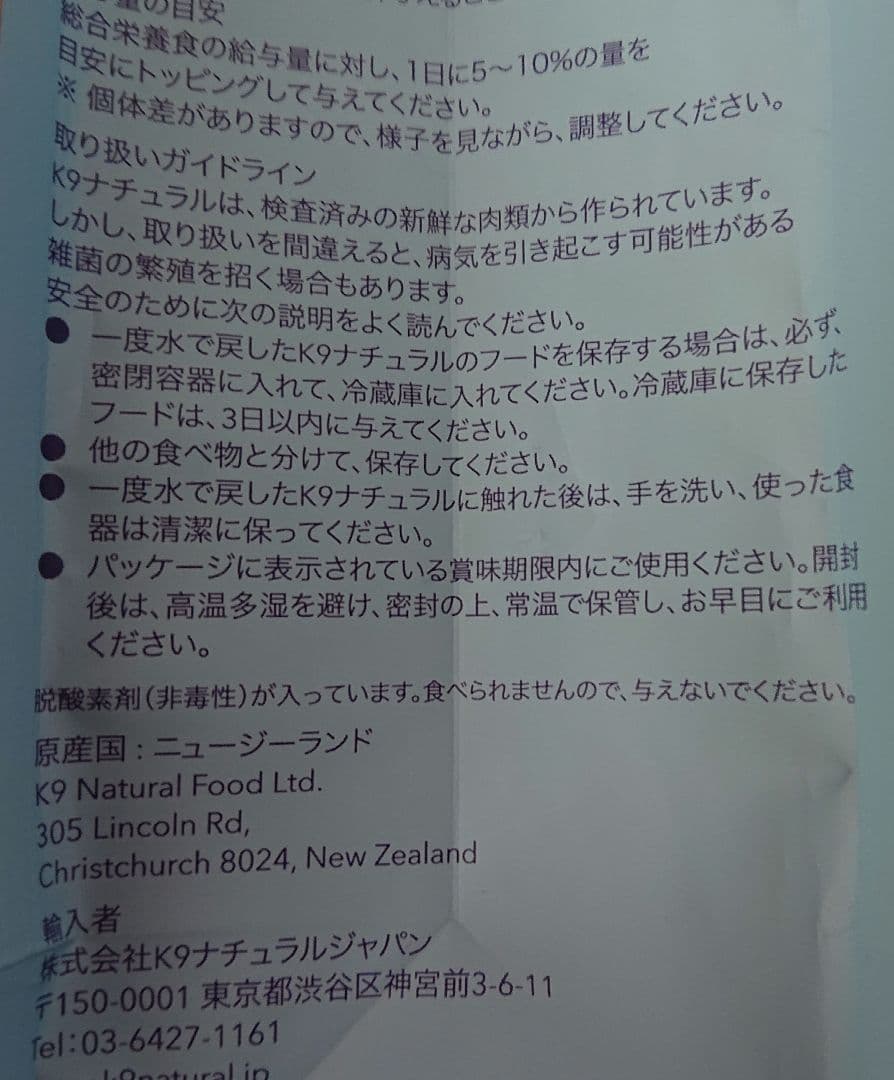 量の目安
総合栄養食の給与量に対し、1日に5〜10%の量を
目安にトッピングして与えてください。
※ 個体差がありますので、様子を見ながら、調整してください。
取り扱いガイドライン
K9ナチュラルは、検査済みの新鮮な肉類から作られています。
しかし、取り扱いを間違えると、病気を引き起こす可能性がある
雑菌の繁殖を招く場合もあります。
安全のために次の説明をよく読んでください。
● 一度水で戻したK9ナチュラルのフードを保存する場合は、必ず、
密閉容器に入れて、冷蔵庫に入れてください。冷蔵庫に保存した
フードは、3日以内に与えてください。
● 他の食べ物と分けて、保存してください。
● 一度水で戻したK9ナチュラルに触れた後は、手を洗い、使った食
器は清潔に保ってください。
● パッケージに表示されている賞味期限内にご使用ください。開封
後は、高温多湿を避け、密封の上、常温で保管し、お早目にご利用
ください。
脱酸素剤(非毒性)が入っています。食べられませんので、与えないでください。
原産国 : ニュージーランド
K9 Natural Food Ltd.
305 Lincoln Rd,
Christchurch 8024, New Zealand
輸入者
株式会社K9ナチュラルジャパン
〒150-0001 東京都渋谷区神宮前3-6-11
Tel:03-6427-1161
k9natural.jp